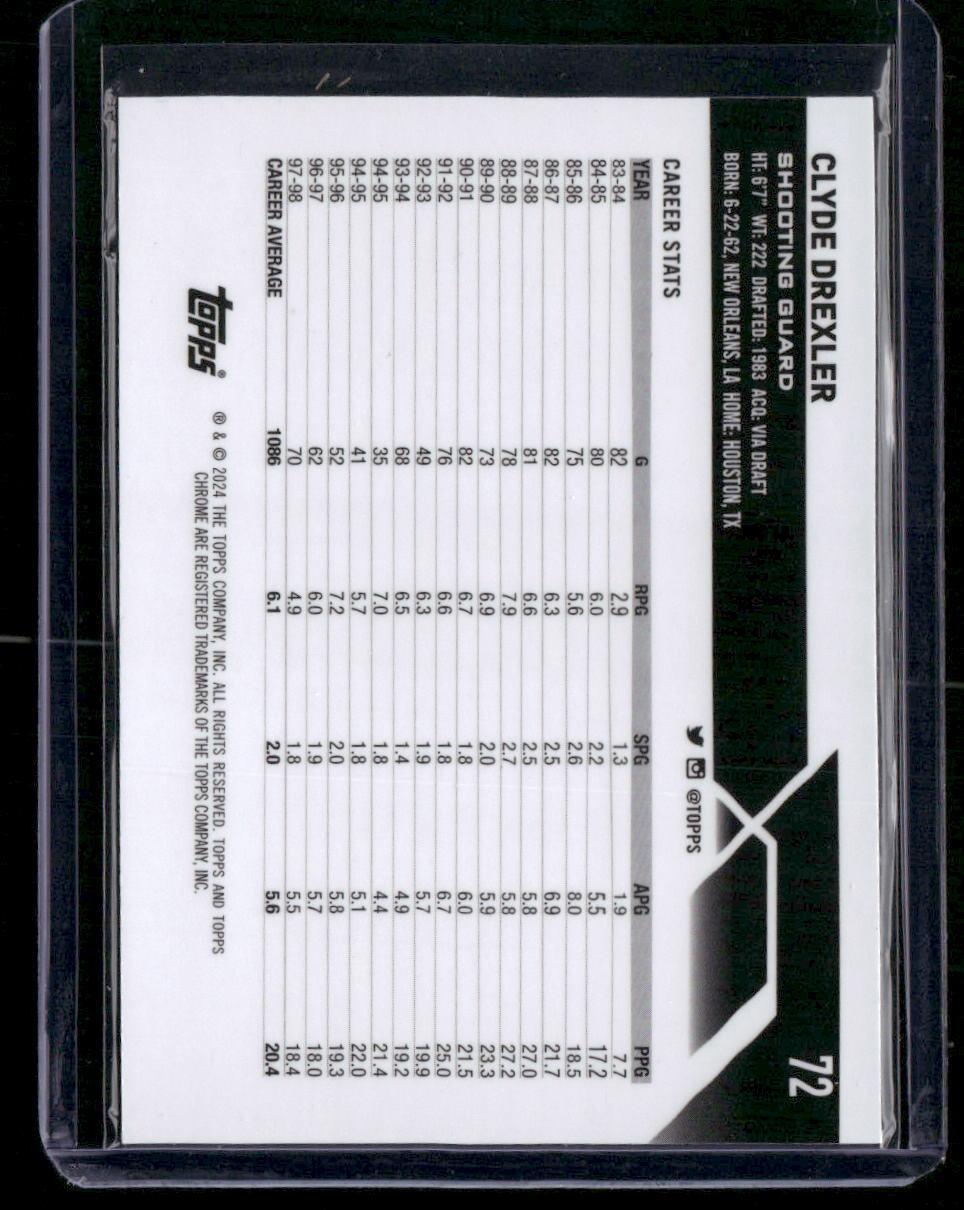 CLYDE DREXLER
72
SHOOTING GUARD
HT: 6'7" WT: 222 DRAFTED: 1983 ACQ: VIA DRAFT
BORN: 6-22-62, NEW ORLEANS, LA HOME: HOUSTON, TX
@TOPPS
CAREER STATS
YEAR G RPG SPG APG PPG
83-84 82 2.9 1.3 1.9 7.7
84-85 80 6.0 2.2 5.5 17.2
85-86 75 5.6 2.6 8.0 18.5
86-87 82 6.3 2.5 6.9 21.7
87-88 81 6.6 2.5 5.8 27.0
88-89 78 7.9 2.7 5.8 27.2
89-90 73 6.9 2.0 5.9 23.3
90-91 82 6.7 1.8 6.0 21.5
91-92 76 6.6 1.8 6.7 25.0
92-93 49 6.3 1.9 5.7 19.9
93-94 68 6.5 1.4 4.9 19.2
94-95 35 7.0 1.8 4.4 21.4
94-95 41 5.7 1.8 5.1 22.0
95-96 52 7.2 2.0 5.8 19.3
96-97 62 6.0 1.9 5.7 18.0
97-98 70 4.9 1.8 5.5 18.4
CAREER AVERAGE 1086 6.1 2.0 5.6 20.4
topps®
® & © 2024 THE TOPPS COMPANY, INC. ALL RIGHTS RESERVED. TOPPS AND TOPPS
CHROME ARE REGISTERED TRADEMARKS OF THE TOPPS COMPANY, INC.